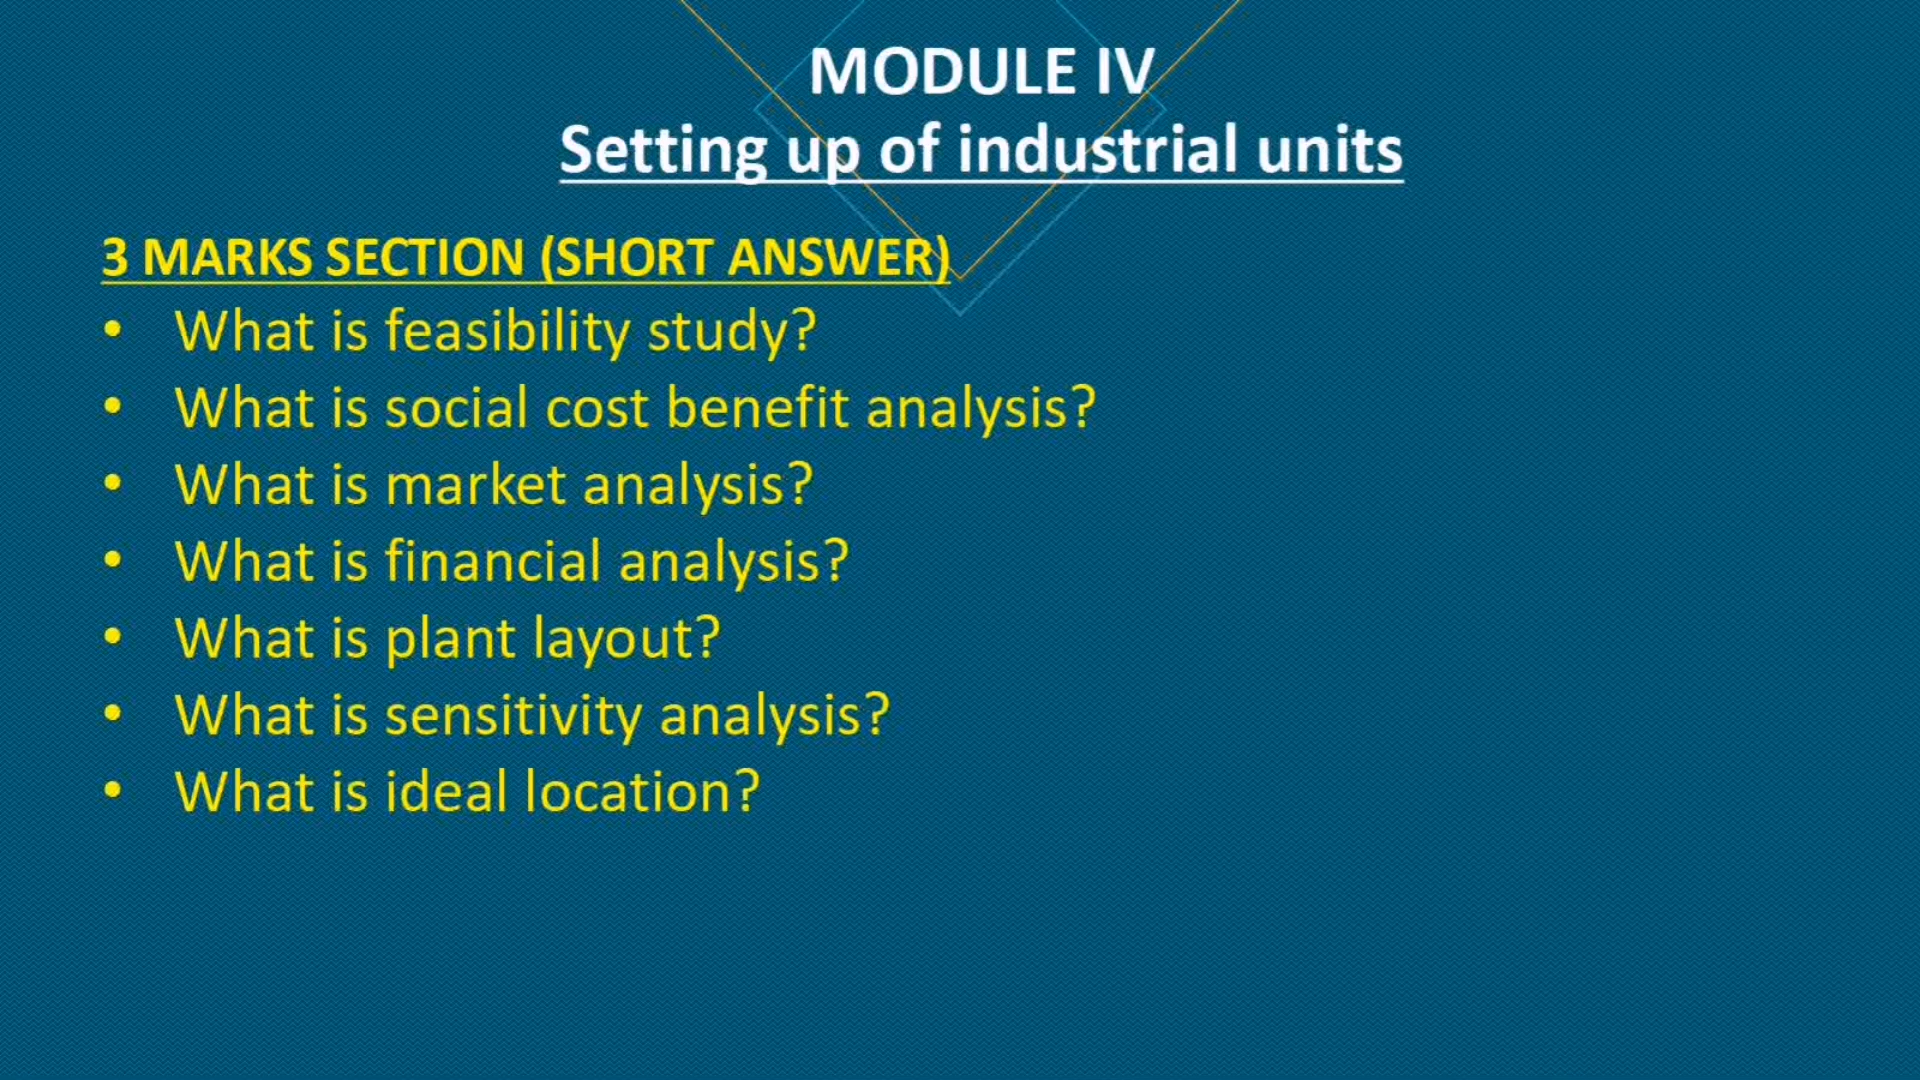 MODULE IV
Setting up of industrial units
3 MARKS SECTION (SHORT ANSWER)
• What is feasibility study?
• What is social cost benefit analysis?
• What is market analysis?
• What is financial analysis?
• What is plant layout?
• What is sensitivity analysis?
• What is ideal location?